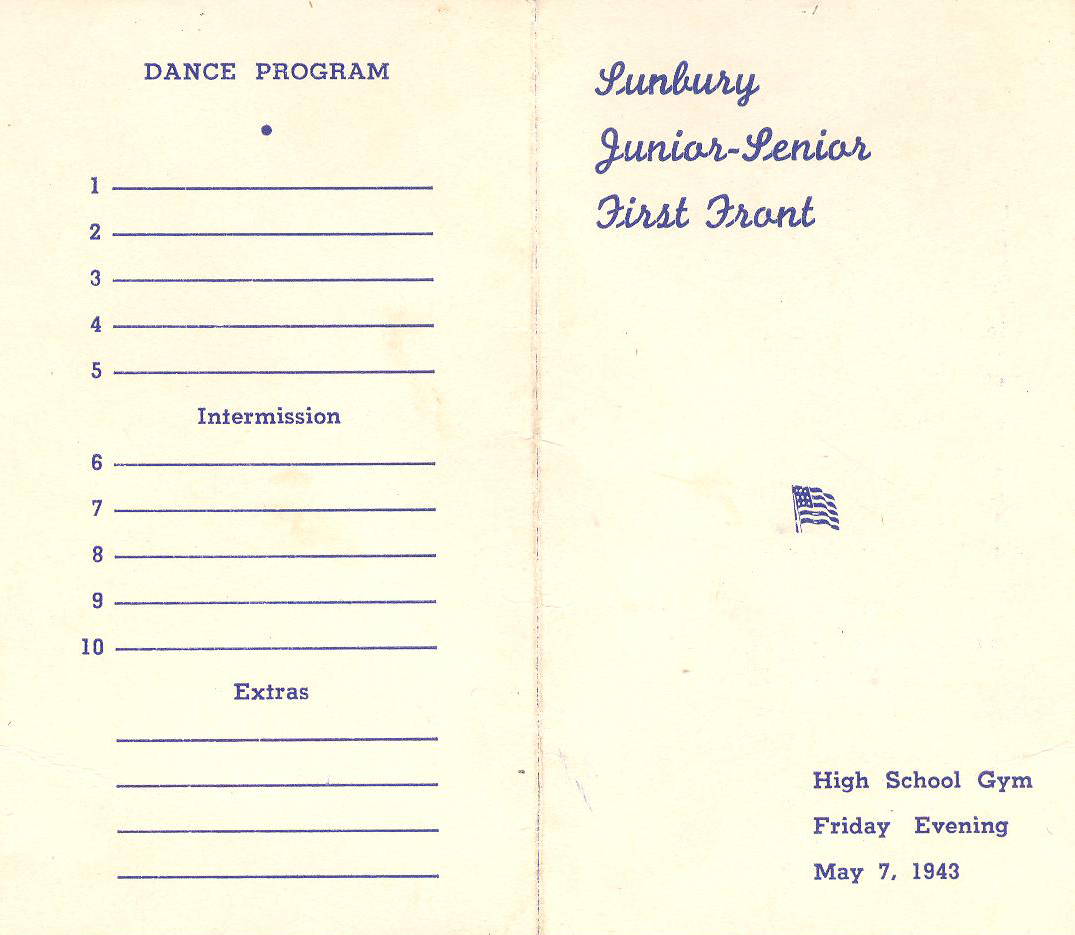 DANCE PROGRAM
1
2
3
4
5
Intermission
6
7
8
9
10
Extras
Sunbury
Junior-Senior
First Front
High School Gym
Friday Evening
May 7, 1943